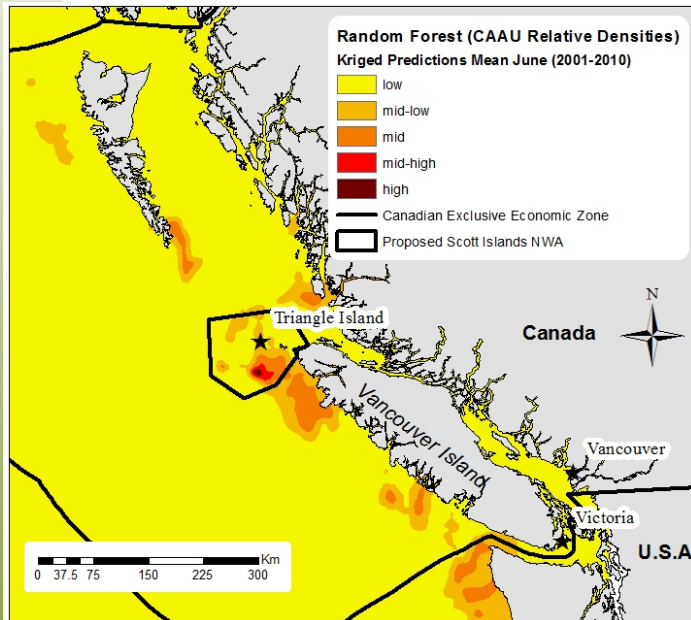 Random Forest (CAAU Relative Densities)
Kriged Predictions Mean June (2001-2010)
low
mid-low
mid
mid-high
high
Canadian Exclusive Economic Zone
Proposed Scott Islands NWA
Triangle Island
N
Canada
Vancouver Island
Vancouver
Victoria
U.S.A
Km
0 37.5 75 150 225 300